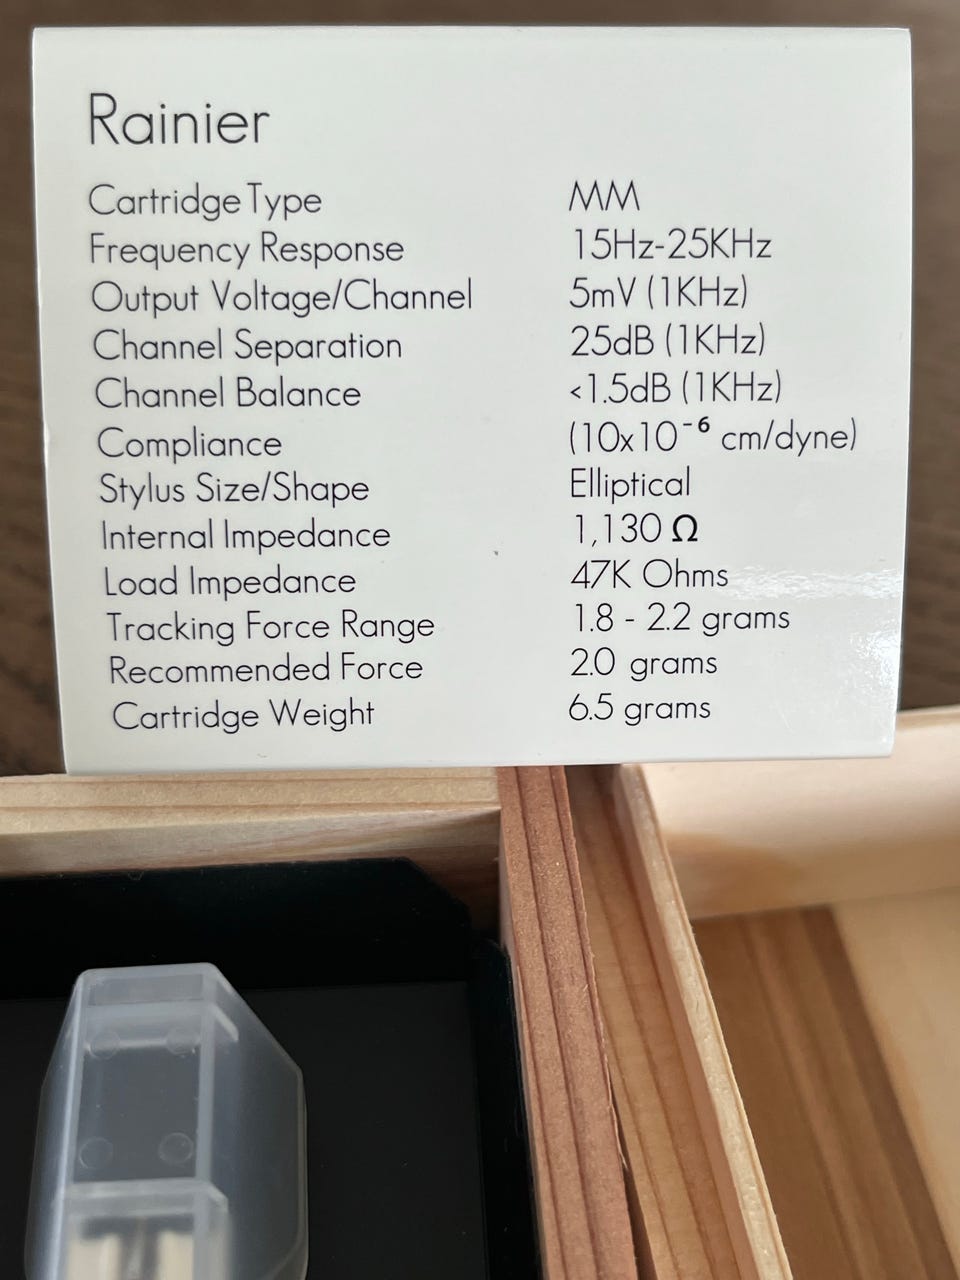 Rainier
Cartridge Type MM
Frequency Response 15Hz-25KHz
Output Voltage/Channel 5mV (1KHz)
Channel Separation 25dB (1KHz)
Channel Balance <1.5dB (1KHz)
Compliance (10x10⁻⁶ cm/dyne)
Stylus Size/Shape Elliptical
Internal Impedance 1,130 Ω
Load Impedance 47K Ohms
Tracking Force Range 1.8 - 2.2 grams
Recommended Force 2.0 grams
Cartridge Weight 6.5 grams